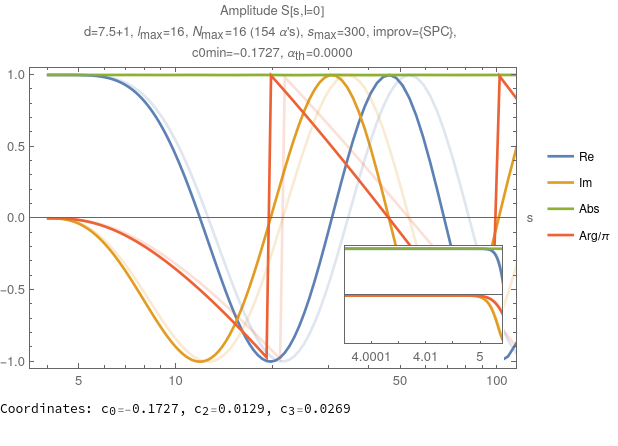 Amplitude S[s,l=0]
d=7.5+1, lmax=16, Nmax=16 (154 α's), smax=300, improv={SPC},
c0min=-0.1727, αth=0.0000
1.0
0.5
0.0
-0.5
-1.0
s
5
10
50
100
4.0001
4.01
5
Re
Im
Abs
Arg/π
Coordinates: c0=-0.1727, c2=0.0129, c3=0.0269